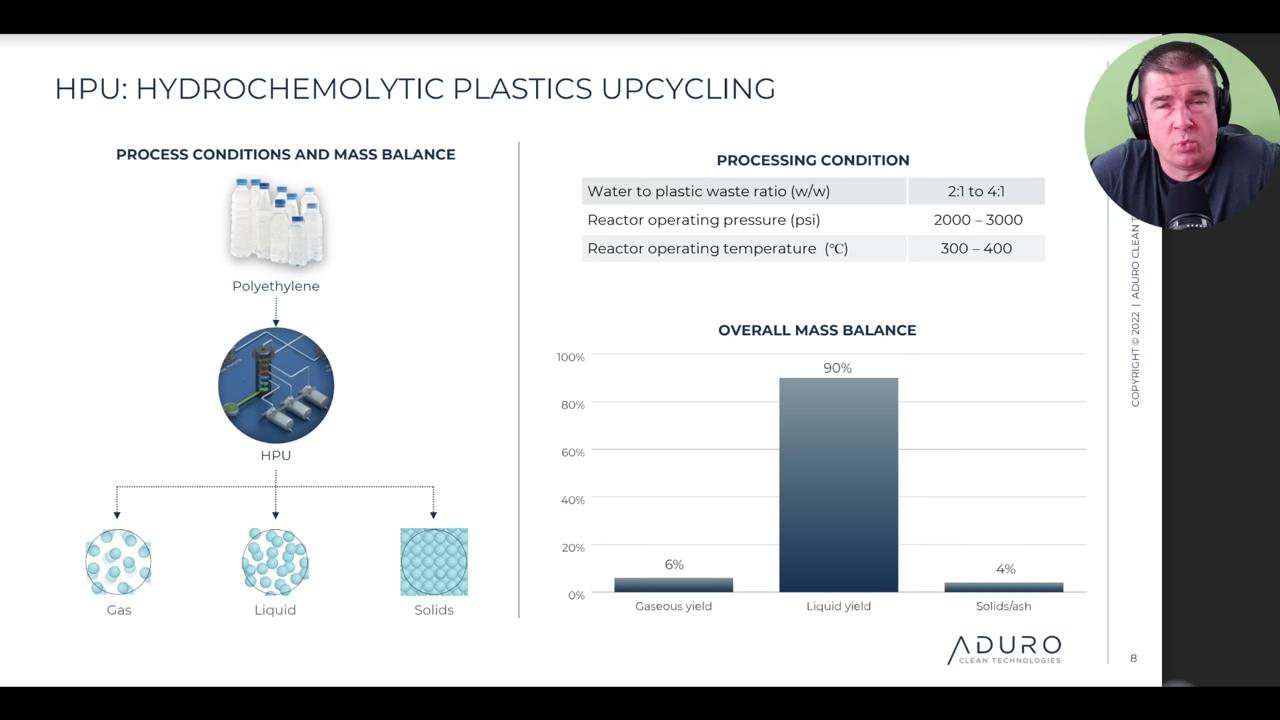 HPU: HYDROCHEMOLYTIC PLASTICS UPCYCLING
PROCESS CONDITIONS AND MASS BALANCE
Polyethylene
HPU
Gas Liquid Solids
PROCESSING CONDITION
Water to plastic waste ratio (w/w) 2:1 to 4:1
Reactor operating pressure (psi) 2000 – 3000
Reactor operating temperature (℃) 300 – 400
OVERALL MASS BALANCE
100%
80%
60%
40%
20%
0%
6%
90%
4%
Gaseous yield Liquid yield Solids/ash
ADURO
CLEAN TECHNOLOGIES
COPYRIGHT © 2022 | ADURO CLEAN
8